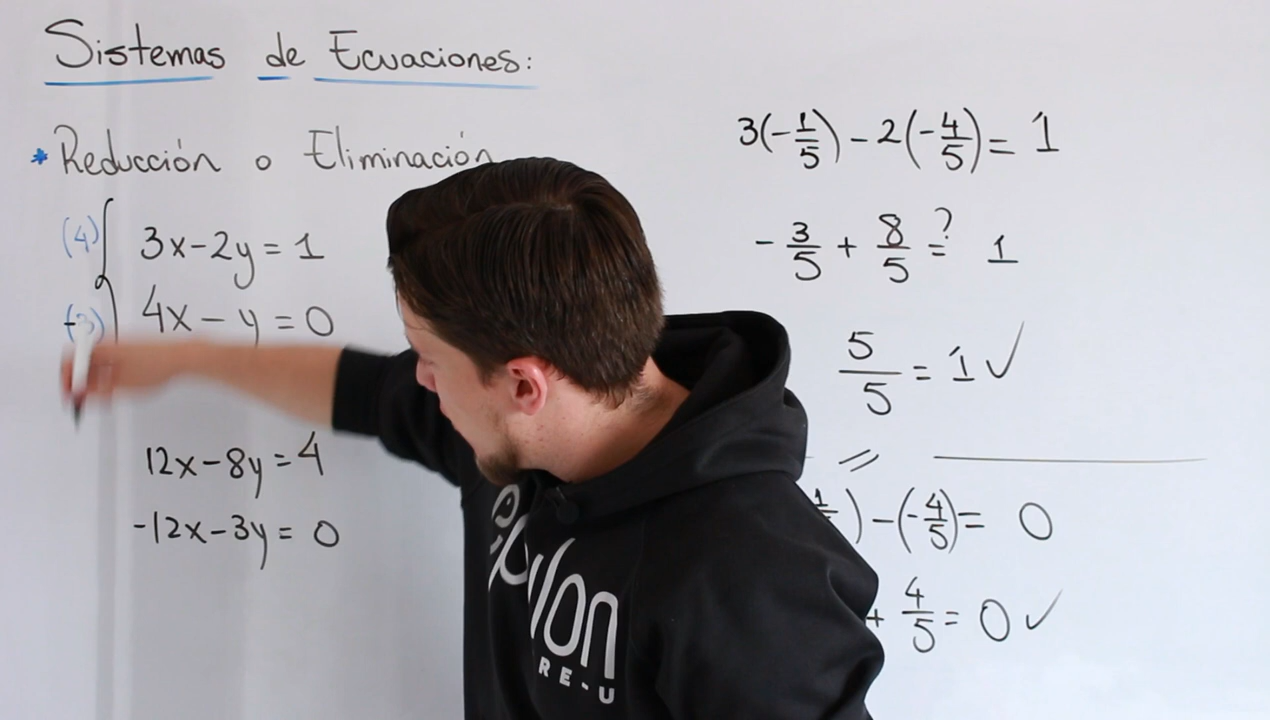 Sistemas de Ecuaciones:
* Reducción o Eliminación
(4) 3x-2y=1
(-3) 4x-y=0
12x-8y=4
-12x-3y=0
3(-1/5)-2(-4/5)=1
-3/5+8/5=? 1
5/5=1✓
)-(-4/5)=0
+4/5=0✓
RE-U